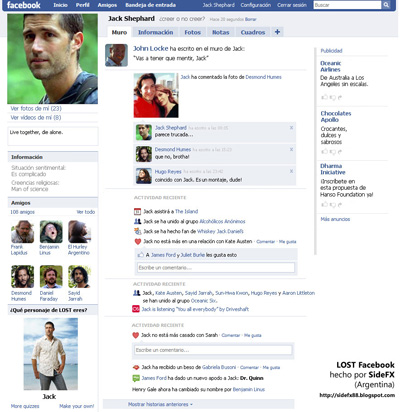 facebook Inicio Perfil Amigos Bandeja de entrada Jack Shephard Configuración Cerrar sesión Buscar
Jack Shephard ¿creer o no creer? Hace 20 segundos Borrar
Muro Información Fotos Notas Cuadros +
John Locke ha escrito en el muro de Jack:
"Vas a tener que mentir, Jack"
Jack ha comentado la foto de Desmond Humes
Jack Shephard
parece trucada...
Desmond Humes
que no, brotha!
Hugo Reyes
coincido con Jack. Es un montaje, dude!
ACTIVIDAD RECIENTE
Jack asistirá a The Island
Jack se ha unido al grupo Alcohólicos Anónimos
Jack se ha hecho fan de Whiskey Jack Daniel's
Jack no está más en una relación con Kate Austen · Comentar · Me gusta
A James Ford y Juliet Burke les gusta esto
Escribe un comentario...
ACTIVIDAD RECIENTE
Jack, Kate Austen, Sayid Jarrah, Sun-Hwa Kwon, Hugo Reyes y Aaron Littleton
se han unido al grupo Oceanic Six.
Jack is listening "You all everybody" by Driveshaft
ACTIVIDAD RECIENTE
Jack no está más casado con Sarah · Comentar · Me gusta
Escribe un comentario...
Jack ha recibido un beso de Gabriela Busoni · Comentar · Me gusta
James Ford ha dado un nuevo apodo a Jack: Dr. Quinn
Henry Gale ahora ha cambiado su nombre a Benjamin Linus · Comentar · Me gusta
Mostrar historias anteriores
Ver fotos de mí (23)
Ver vídeos de mí (8)
Live together, die alone.
Información
Situación sentimental:
Es complicado
Creencias religiosas:
Man of science
Amigos
108 amigos Ver todo
Frank Lapidus
Benjamin Linus
El Hurley Argentino
Desmond Humes
Daniel Faraday
Sayid Jarrah
¿Qué personaje de LOST eres?
Jack
More quizzes Make your own!
Publicidad
Oceanic
Airlines
De Australia a Los
Angeles sin escalas.
Chocolates
Apollo
Crocantes,
dulces y
sabrosos
Dharma
Iniciative
¡Inscríbete en
esta propuesta de
Hanso Foundation ya!
Más anuncios
LOST Facebook
hecho por SideFX
(Argentina)
http://sidefx88.blogspot.com